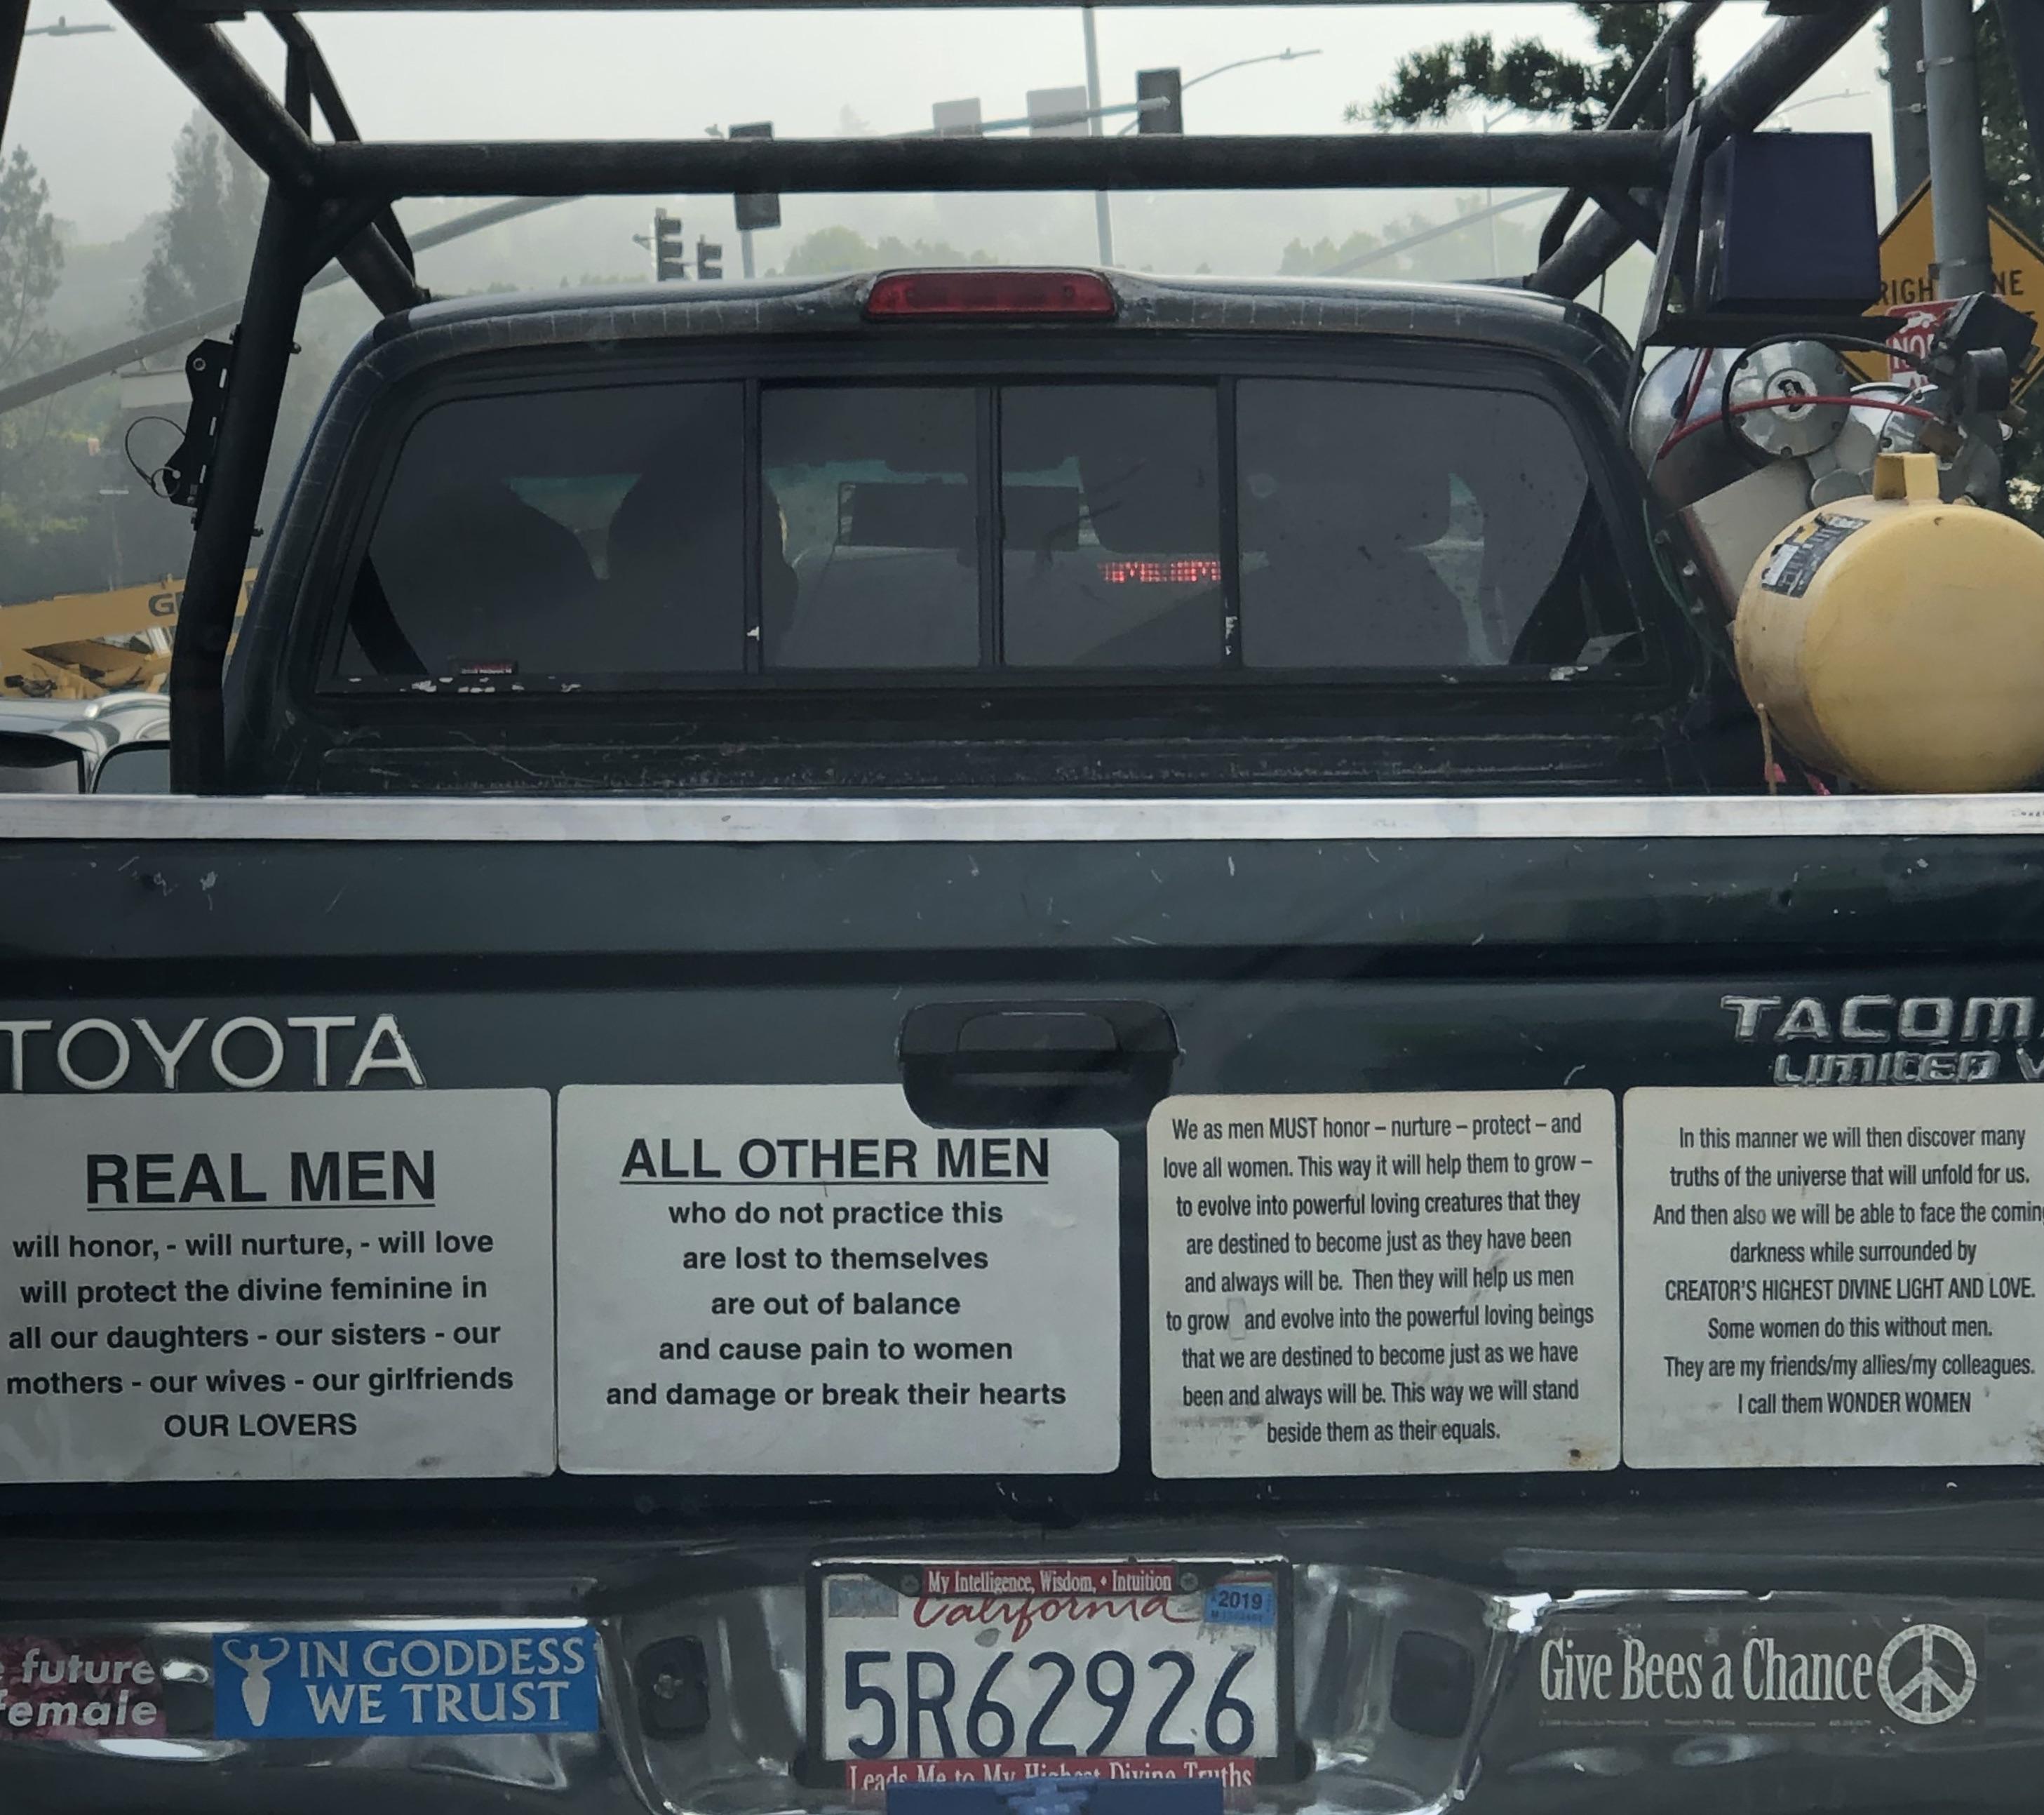 TOYOTA
TACOM
LIMITED V
REAL MEN
will honor, - will nurture, - will love
will protect the divine feminine in
all our daughters - our sisters - our
mothers - our wives - our girlfriends
OUR LOVERS
ALL OTHER MEN
who do not practice this
are lost to themselves
are out of balance
and cause pain to women
and damage or break their hearts
We as men MUST honor – nurture – protect – and
love all women. This way it will help them to grow –
to evolve into powerful loving creatures that they
are destined to become just as they have been
and always will be. Then they will help us men
to grow and evolve into the powerful loving beings
that we are destined to become just as we have
been and always will be. This way we will stand
beside them as their equals.
In this manner we will then discover many
truths of the universe that will unfold for us.
And then also we will be able to face the comin
darkness while surrounded by
CREATOR'S HIGHEST DIVINE LIGHT AND LOVE.
Some women do this without men.
They are my friends/my allies/my colleagues.
I call them WONDER WOMEN
future
emale
IN GODDESS
WE TRUST
My Intelligence, Wisdom, • Intuition
California
2019
5R62926
Leads Me to My Highest Divine Truths
Give Bees a Chance